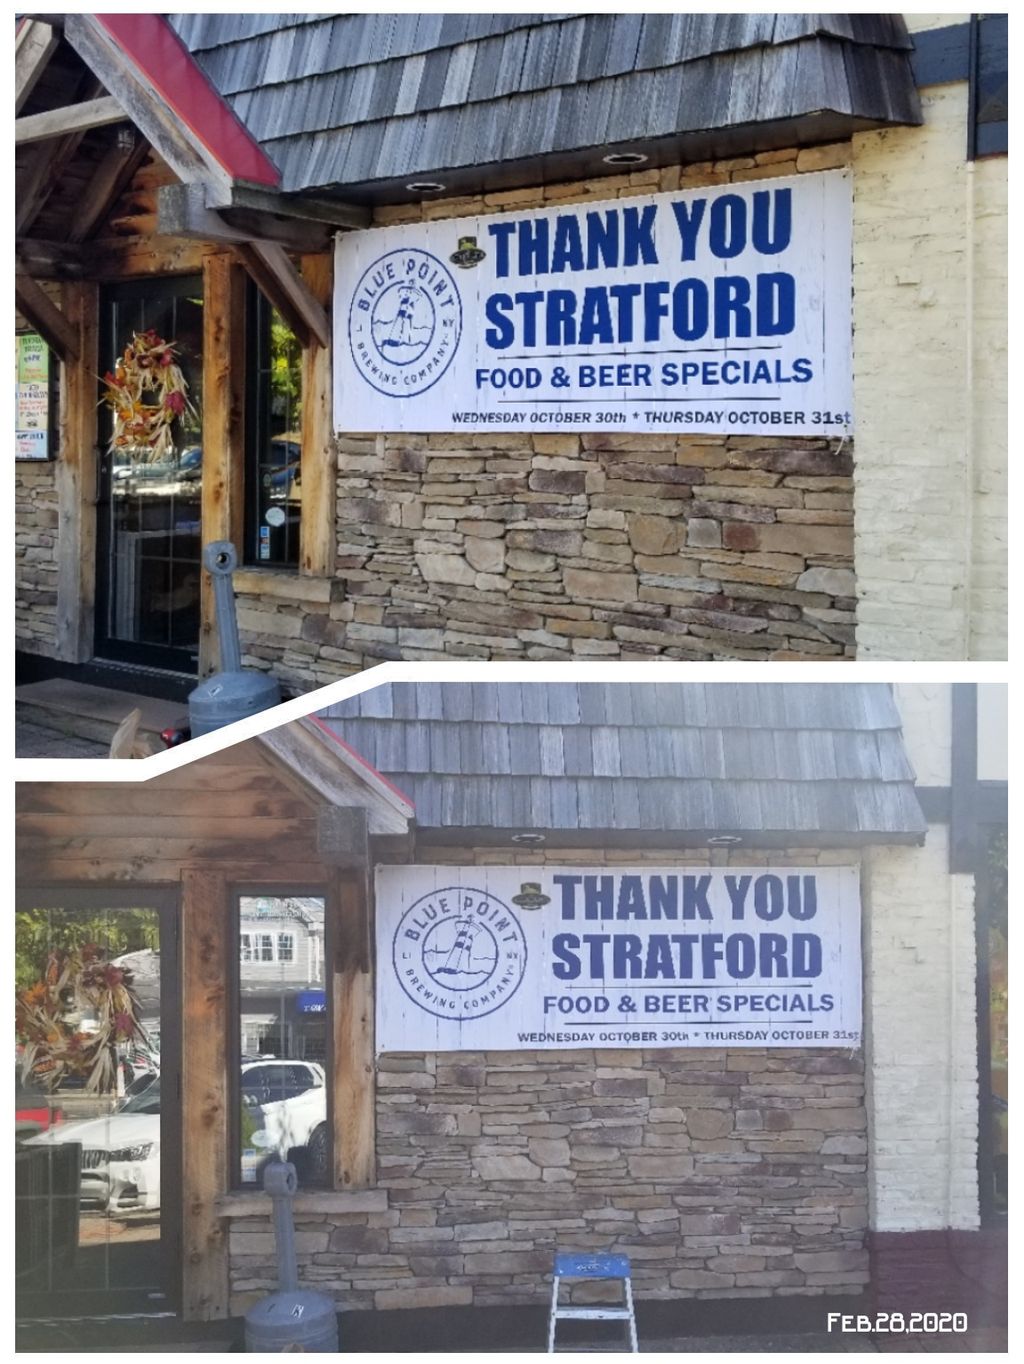 BLUE POINT
BREWING COMPANY
THANK YOU
STRATFORD
FOOD & BEER SPECIALS
WEDNESDAY OCTOBER 30th * THURSDAY OCTOBER 31st
BLUE POINT
BREWING COMPANY
THANK YOU
STRATFORD
FOOD & BEER SPECIALS
WEDNESDAY OCTOBER 30th * THURSDAY OCTOBER 31st
FEB.28,2020